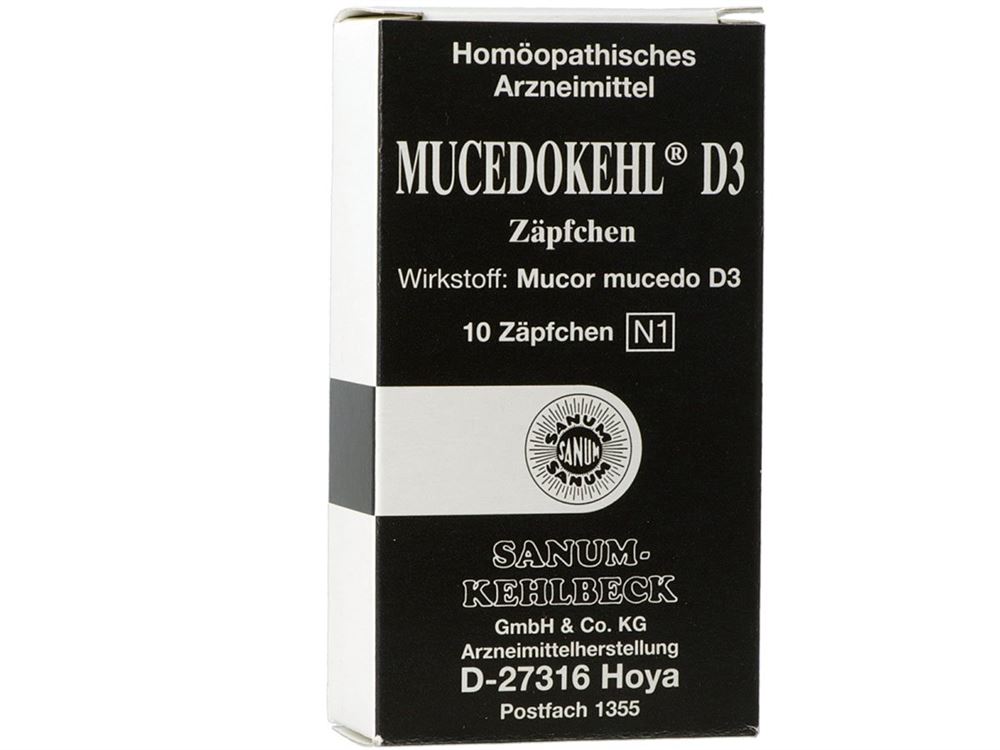 Homöopathisches
Arzneimittel
MUCEDOKEHL® D3
Zäpfchen
Wirkstoff: Mucor mucedo D3
10 Zäpfchen N1
SANUM
SANUM
SANUM
SANUM-
KEHLBECK
GmbH & Co. KG
Arzneimittelherstellung
D-27316 Hoya
Postfach 1355